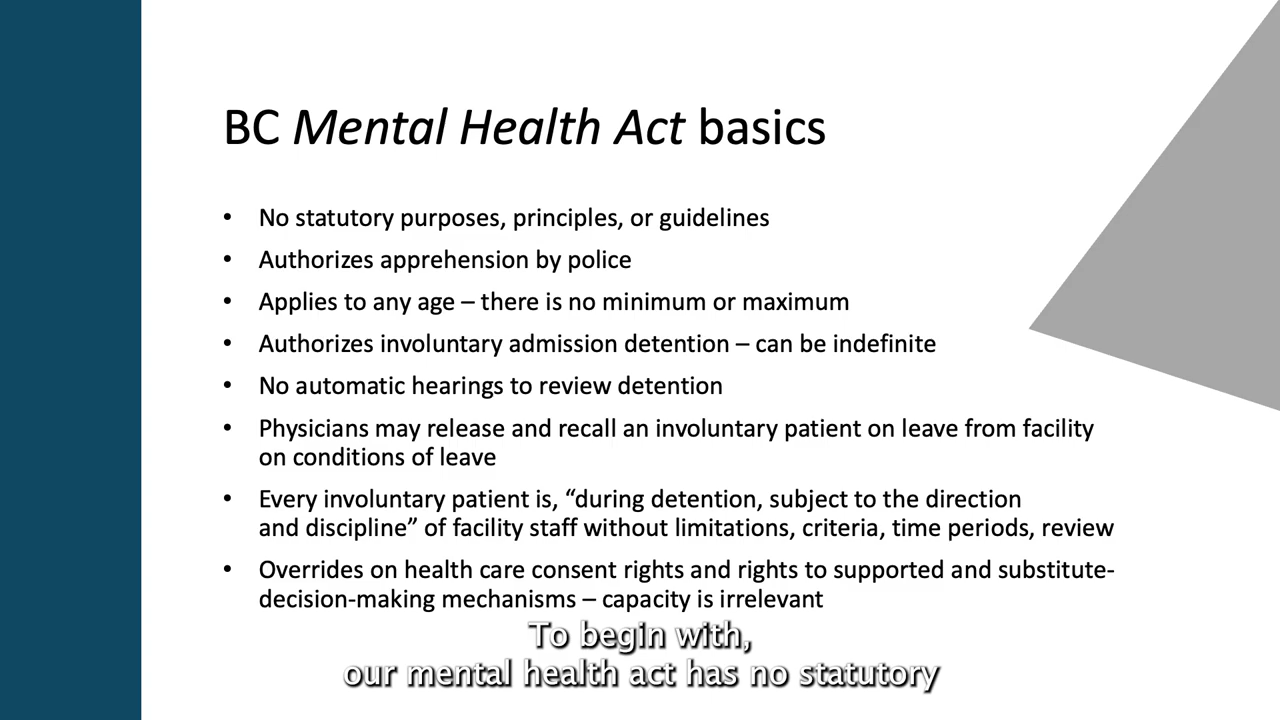 BC Mental Health Act basics
• No statutory purposes, principles, or guidelines
• Authorizes apprehension by police
• Applies to any age – there is no minimum or maximum
• Authorizes involuntary admission detention – can be indefinite
• No automatic hearings to review detention
• Physicians may release and recall an involuntary patient on leave from facility
on conditions of leave
• Every involuntary patient is, “during detention, subject to the direction
and discipline” of facility staff without limitations, criteria, time periods, review
• Overrides on health care consent rights and rights to supported and substitute-
decision-making mechanisms – capacity is irrelevant
To begin with,
our mental health act has no statutory